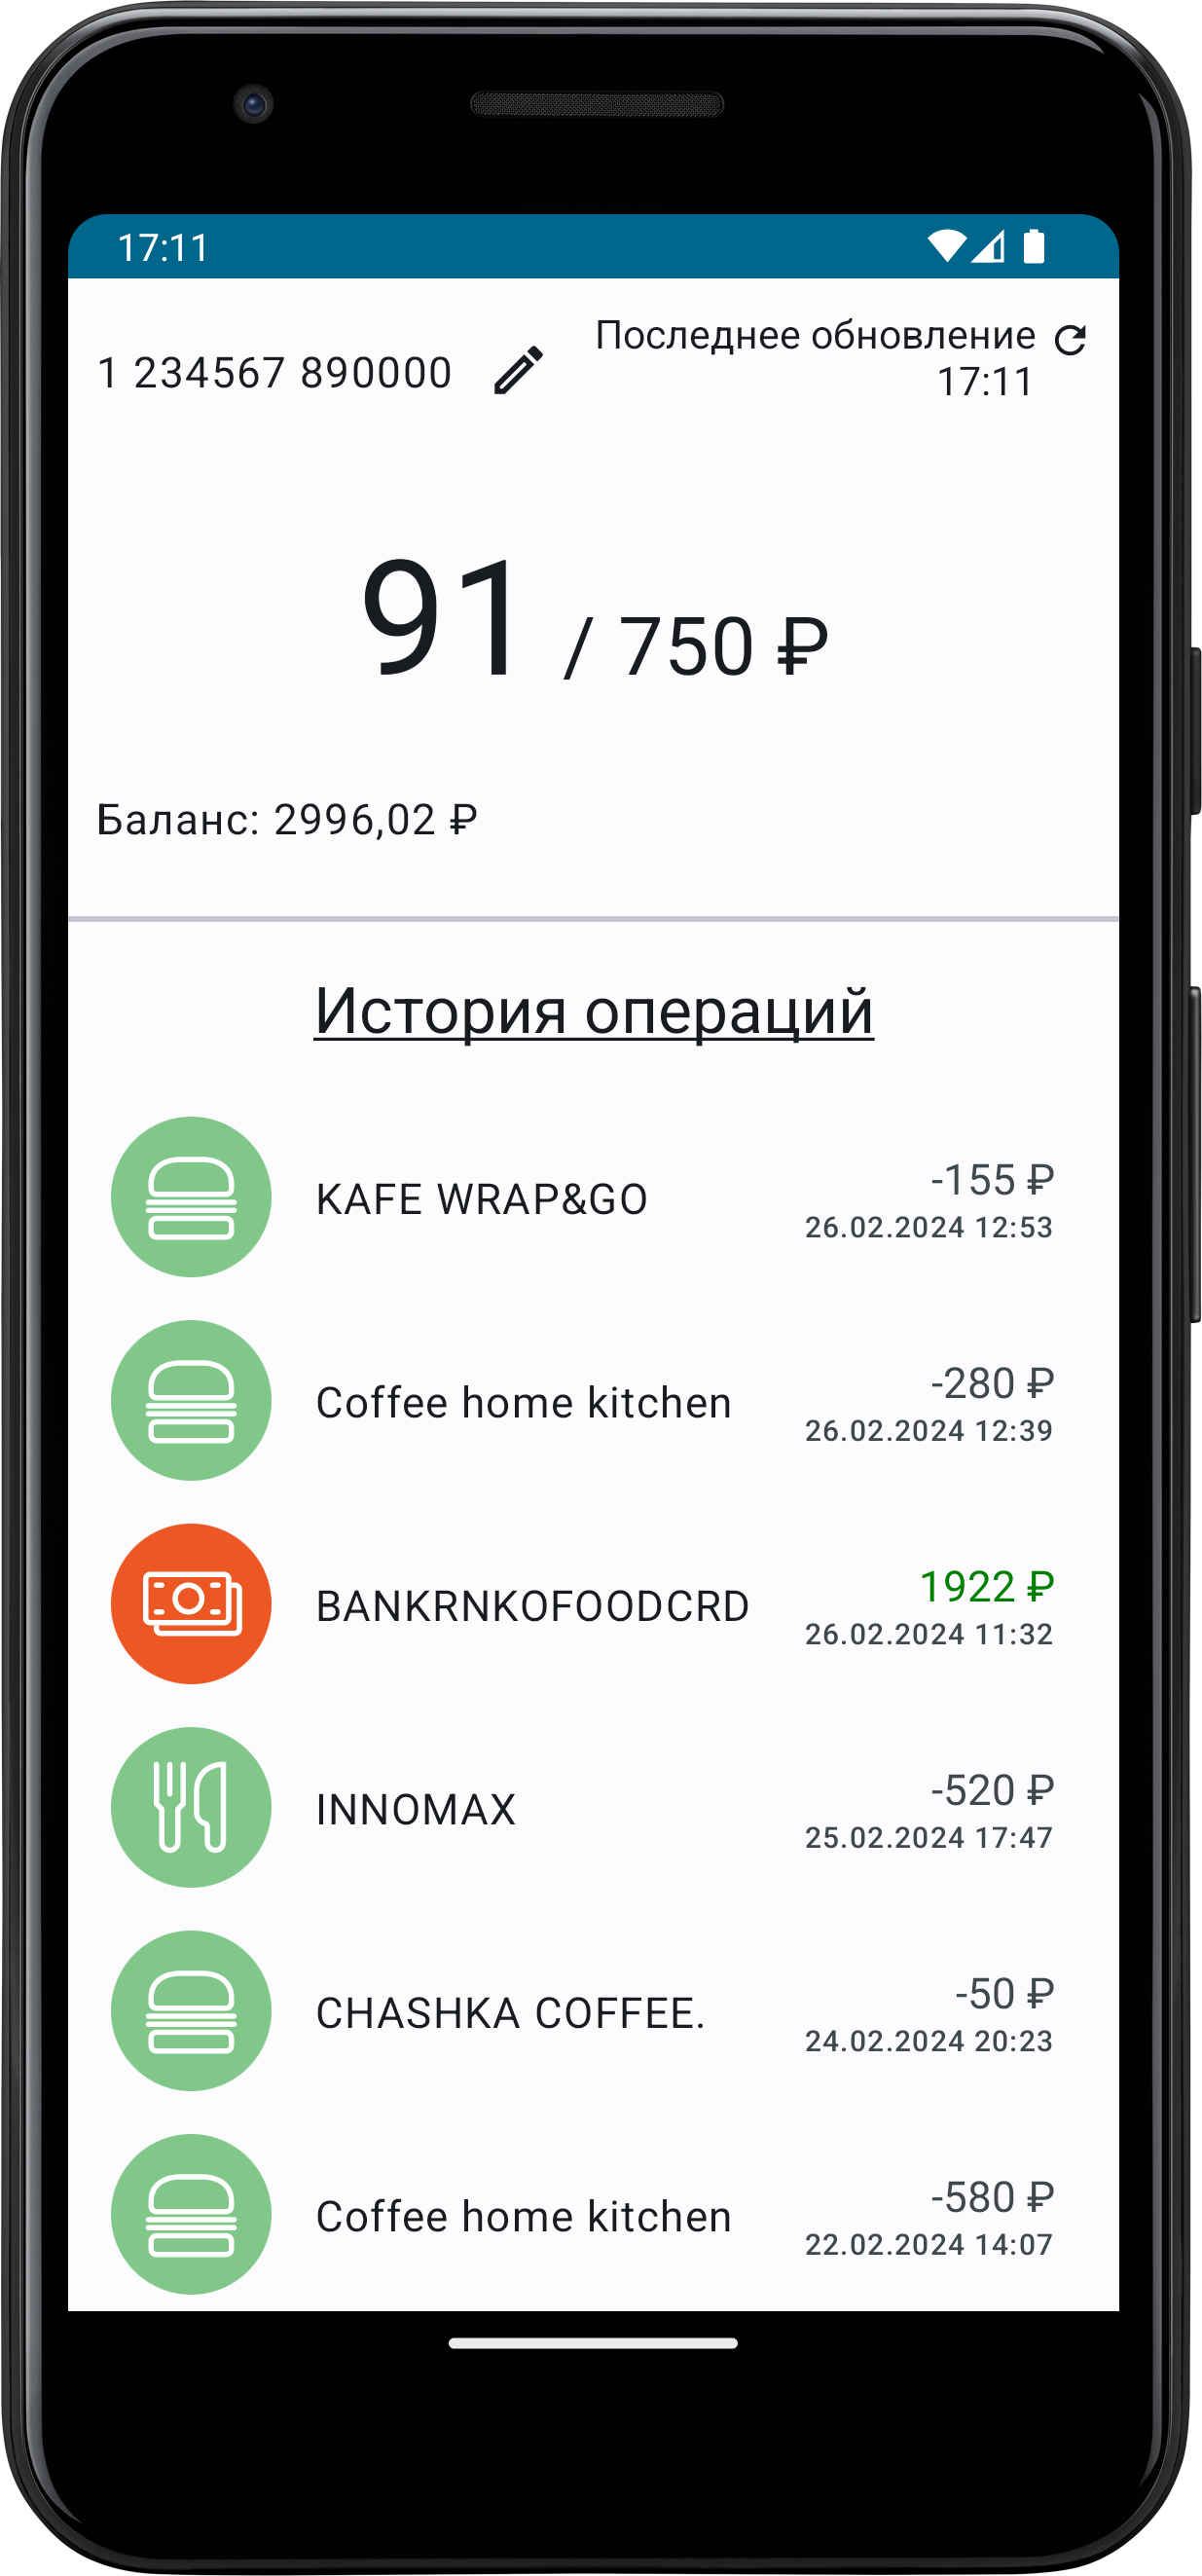 17:11
1 234567 890000
Последнее обновление
17:11
91 / 750 ₽
Баланс: 2996,02 ₽
История операций
KAFE WRAP&GO
-155 ₽
26.02.2024 12:53
Coffee home kitchen
-280 ₽
26.02.2024 12:39
BANKRNKOFOODCRD
1922 ₽
26.02.2024 11:32
INNOMAX
-520 ₽
25.02.2024 17:47
CHASHKA COFFEE.
-50 ₽
24.02.2024 20:23
Coffee home kitchen
-580 ₽
22.02.2024 14:07